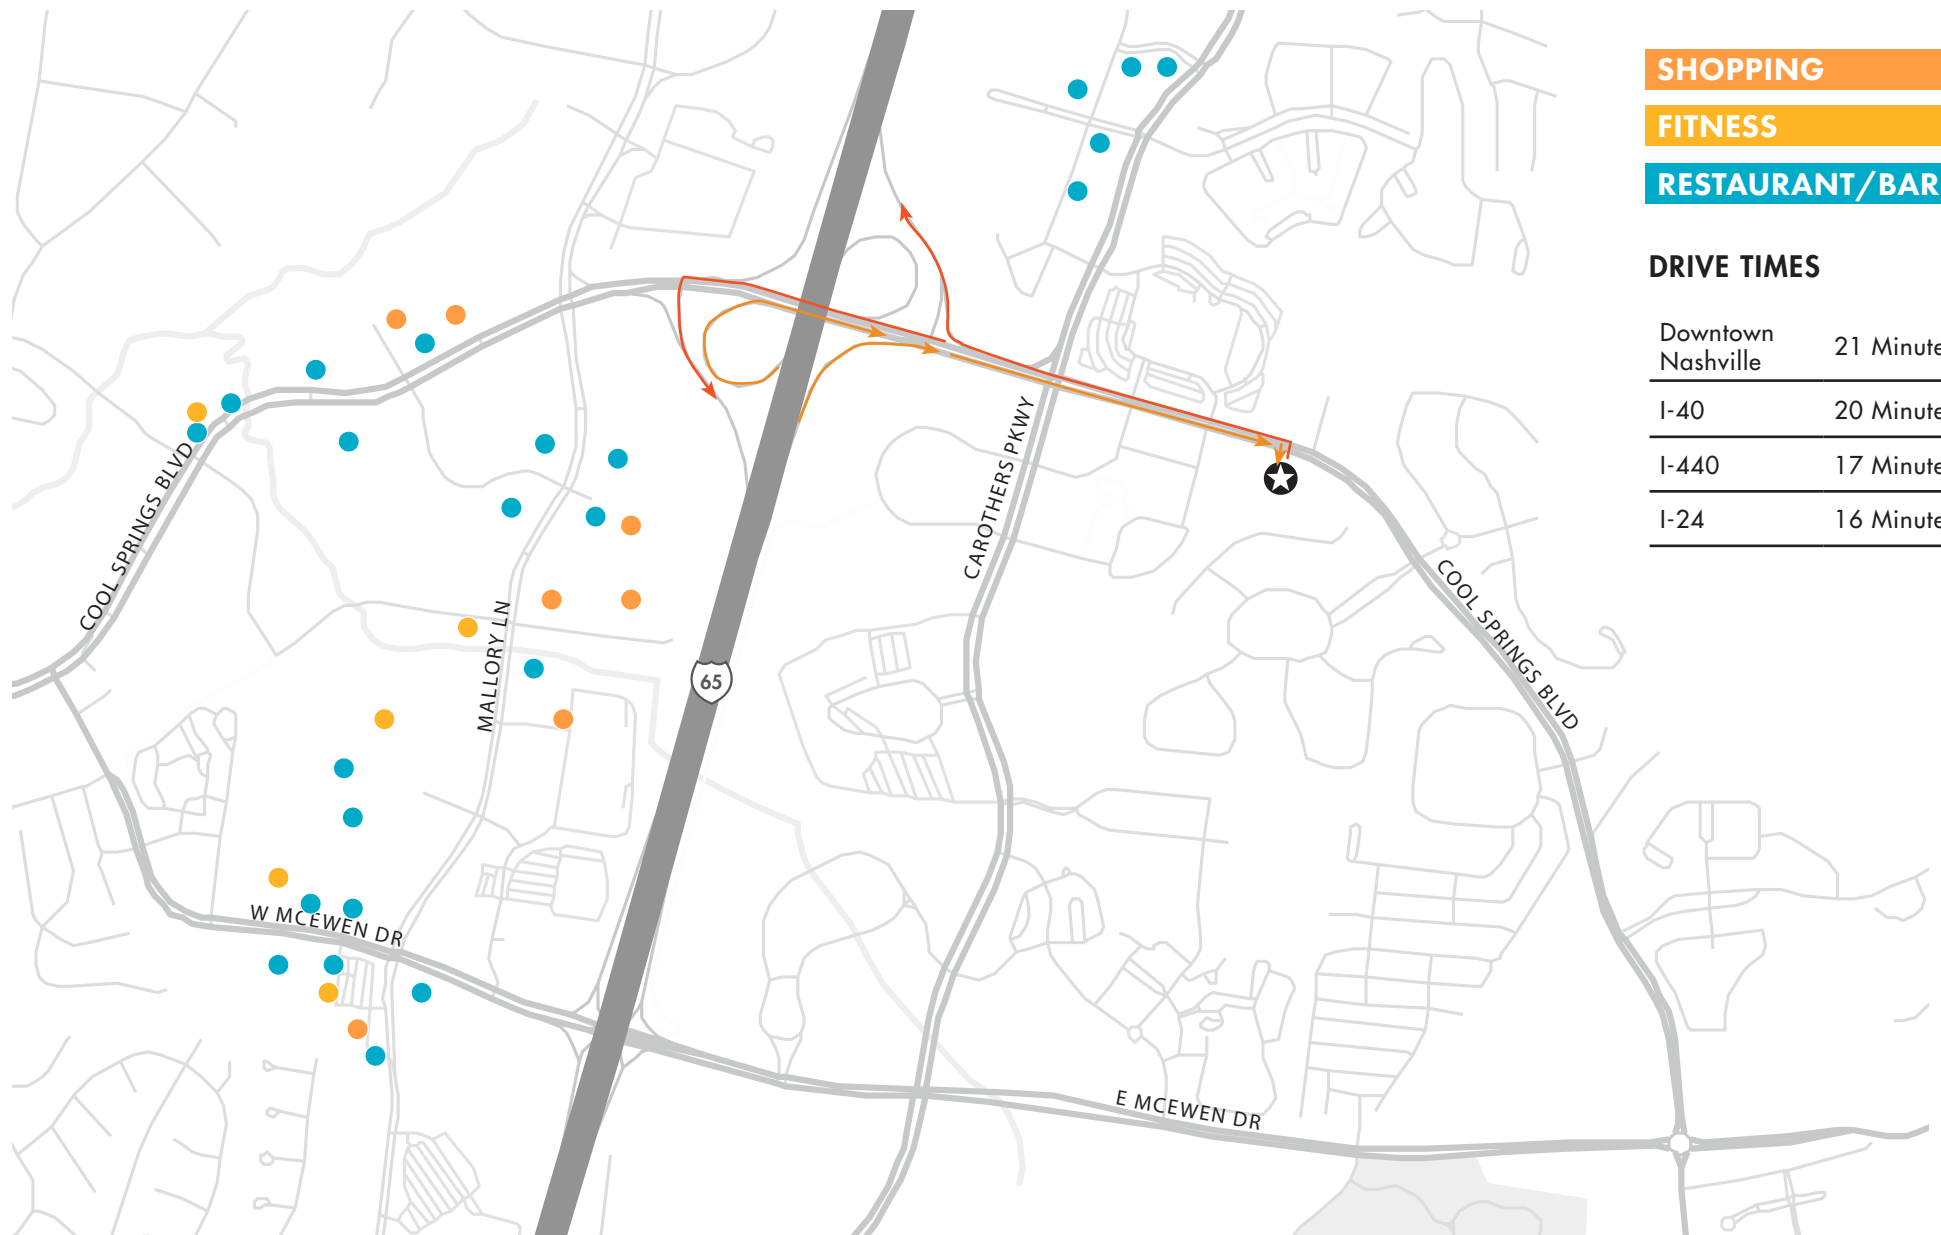 SHOPPING
FITNESS
RESTAURANT/BAR
DRIVE TIMES
Downtown
Nashville
21 Minute
I-40
20 Minute
I-440
17 Minute
I-24
16 Minute
COOL SPRINGS BLVD
MALLORY LN
65
CAROTHERS PKWY
COOL SPRINGS BLVD
W MCEWEN DR
E MCEWEN DR